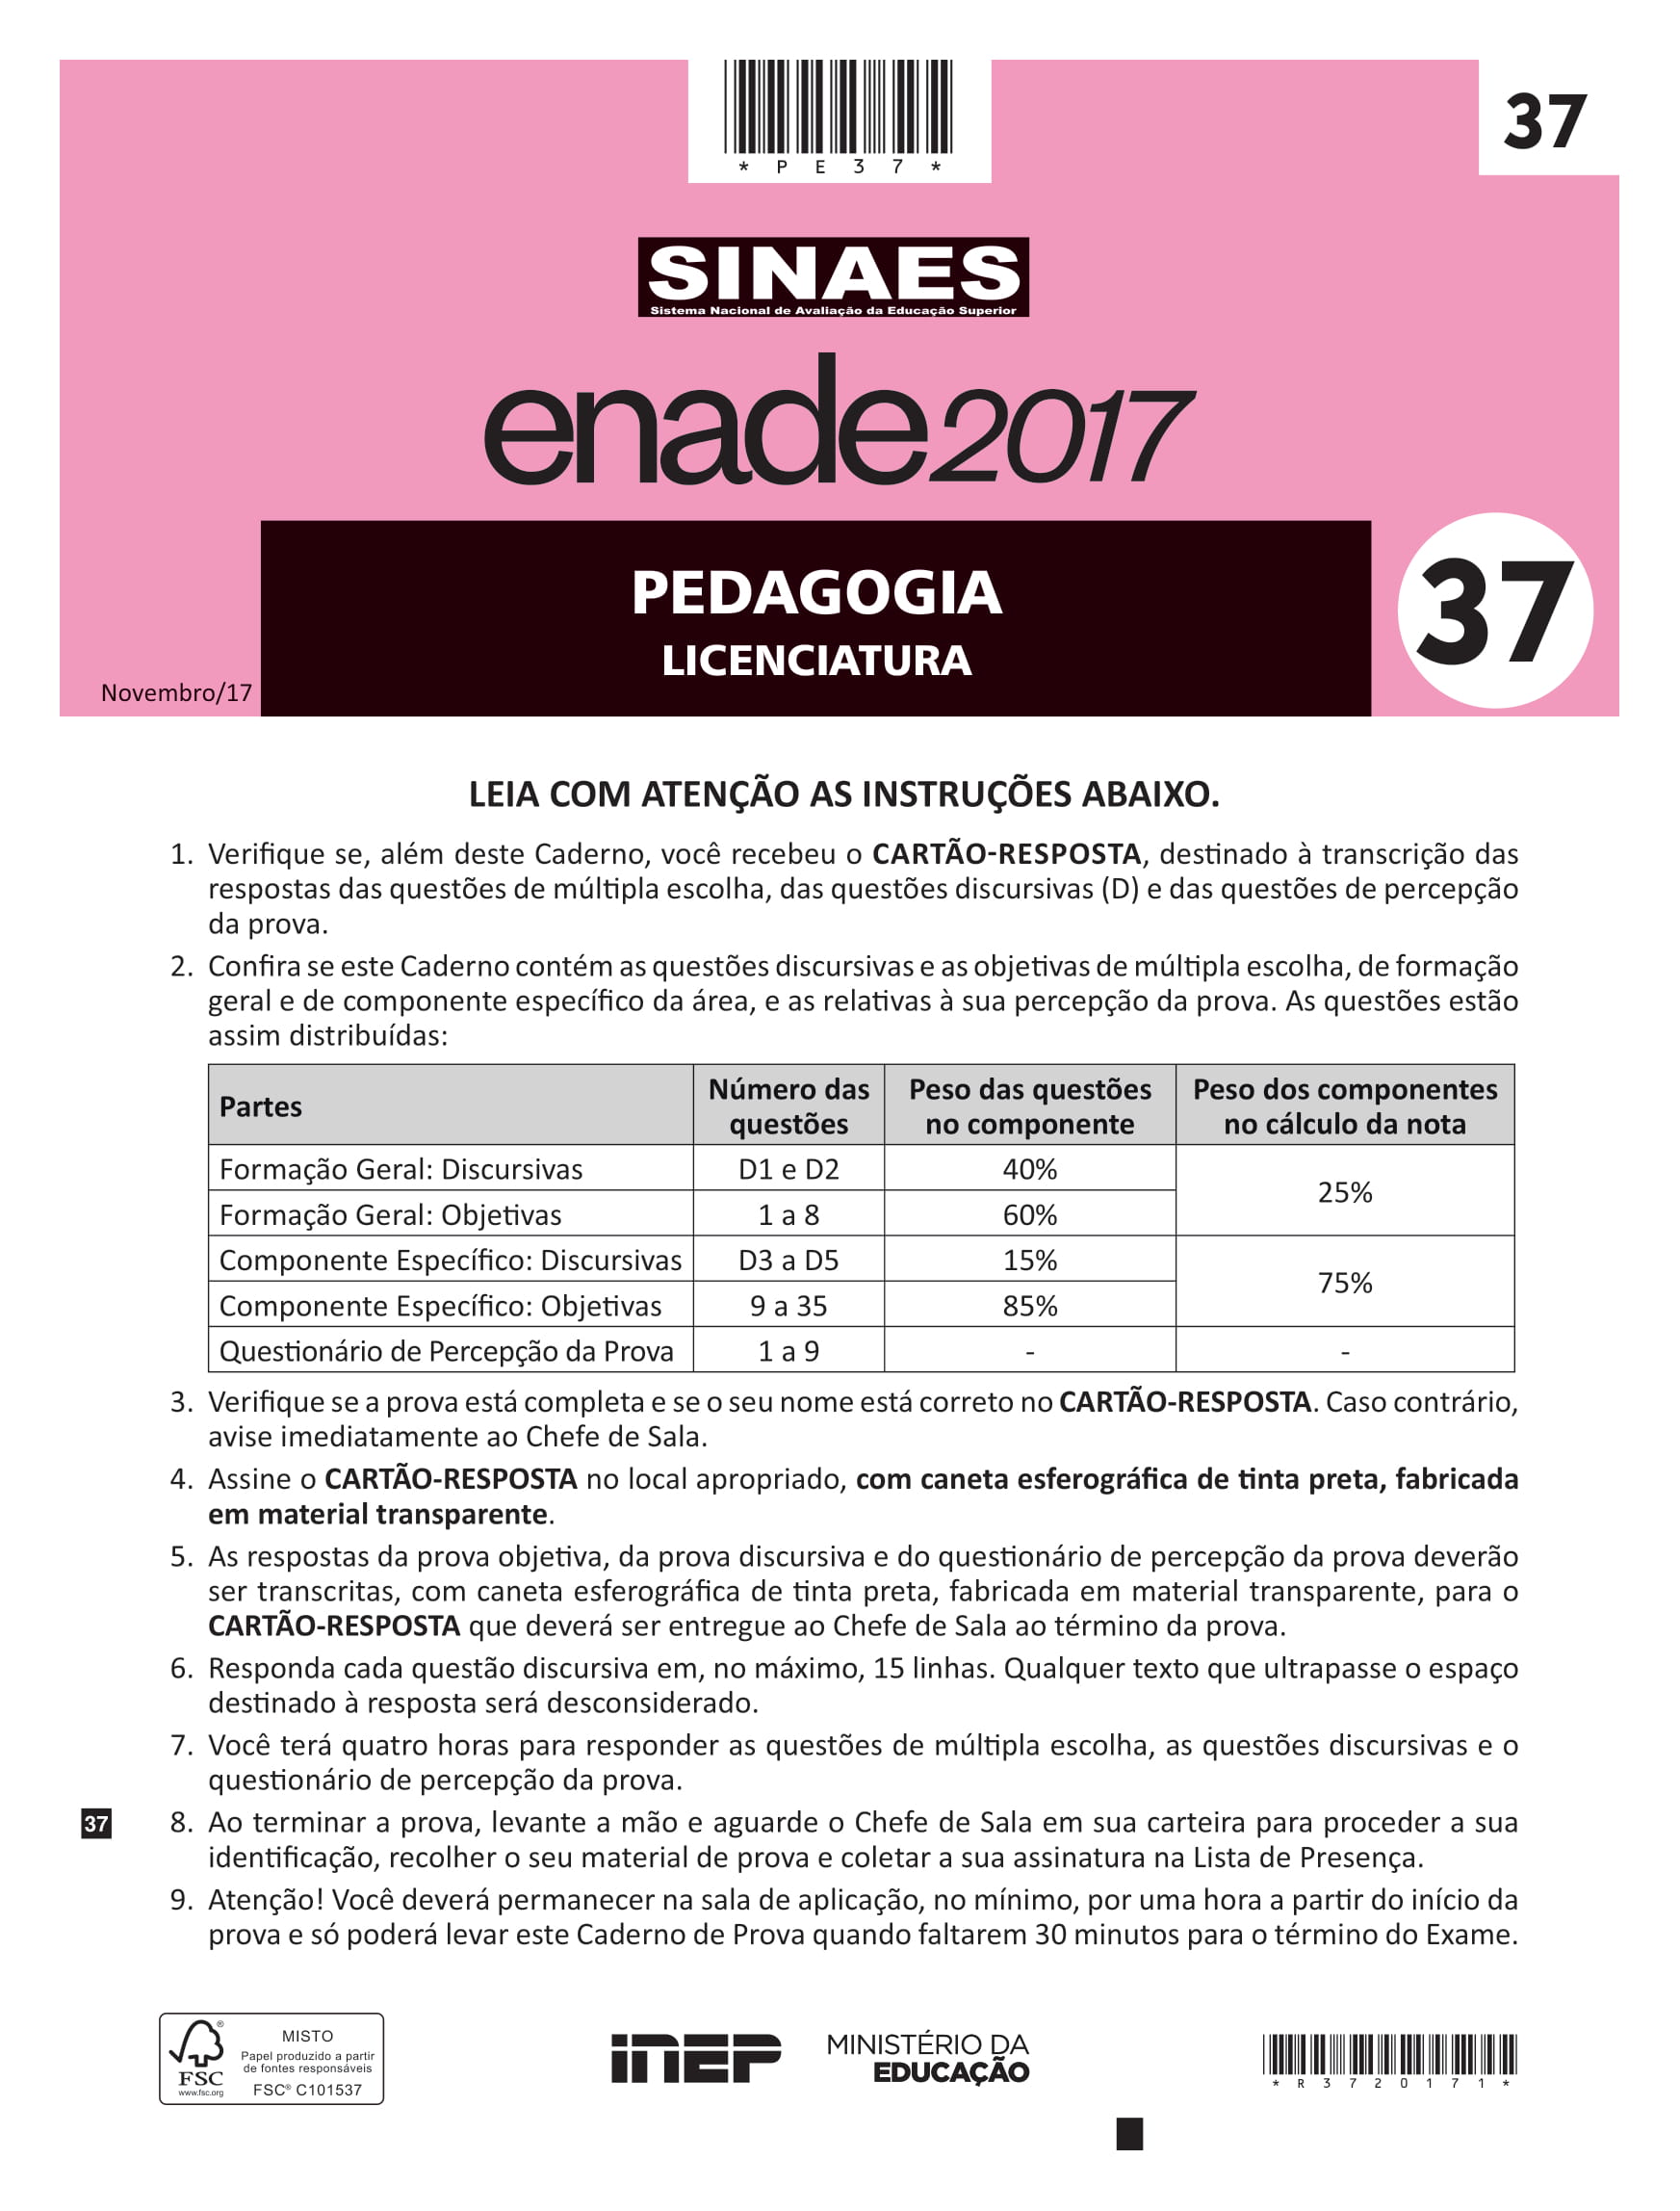 *PE37*
37
SINAES
Sistema Nacional de Avaliação da Educação Superior
enade2017
PEDAGOGIA
LICENCIATURA
37
Novembro/17
LEIA COM ATENÇÃO AS INSTRUÇÕES ABAIXO.
1. Verifique se, além deste Caderno, você recebeu o CARTÃO-RESPOSTA, destinado à transcrição das
respostas das questões de múltipla escolha, das questões discursivas (D) e das questões de percepção
da prova.
2. Confira se este Caderno contém as questões discursivas e as objetivas de múltipla escolha, de formação
geral e de componente específico da área, e as relativas à sua percepção da prova. As questões estão
assim distribuídas:
Partes
Número das questões
Peso das questões no componente
Peso dos componentes no cálculo da nota
Formação Geral: Discursivas D1 e D2 40%
25%
Formação Geral: Objetivas 1 a 8 60%
Componente Específico: Discursivas D3 a D5 15%
75%
Componente Específico: Objetivas 9 a 35 85%
Questionário de Percepção da Prova 1 a 9 - -
3. Verifique se a prova está completa e se o seu nome está correto no CARTÃO-RESPOSTA. Caso contrário,
avise imediatamente ao Chefe de Sala.
4. Assine o CARTÃO-RESPOSTA no local apropriado, com caneta esferográfica de tinta preta, fabricada
em material transparente.
5. As respostas da prova objetiva, da prova discursiva e do questionário de percepção da prova deverão
ser transcritas, com caneta esferográfica de tinta preta, fabricada em material transparente, para o
CARTÃO-RESPOSTA que deverá ser entregue ao Chefe de Sala ao término da prova.
6. Responda cada questão discursiva em, no máximo, 15 linhas. Qualquer texto que ultrapasse o espaço
destinado à resposta será desconsiderado.
7. Você terá quatro horas para responder as questões de múltipla escolha, as questões discursivas e o
questionário de percepção da prova.
37
8. Ao terminar a prova, levante a mão e aguarde o Chefe de Sala em sua carteira para proceder a sua
identificação, recolher o seu material de prova e coletar a sua assinatura na Lista de Presença.
9. Atenção! Você deverá permanecer na sala de aplicação, no mínimo, por uma hora a partir do início da
prova e só poderá levar este Caderno de Prova quando faltarem 30 minutos para o término do Exame.
®
FSC
www.fsc.org
MISTO
Papel produzido a partir
de fontes responsáveis
FSC® C101537
inep
MINISTÉRIO DA
EDUCAÇÃO
*R3720171*